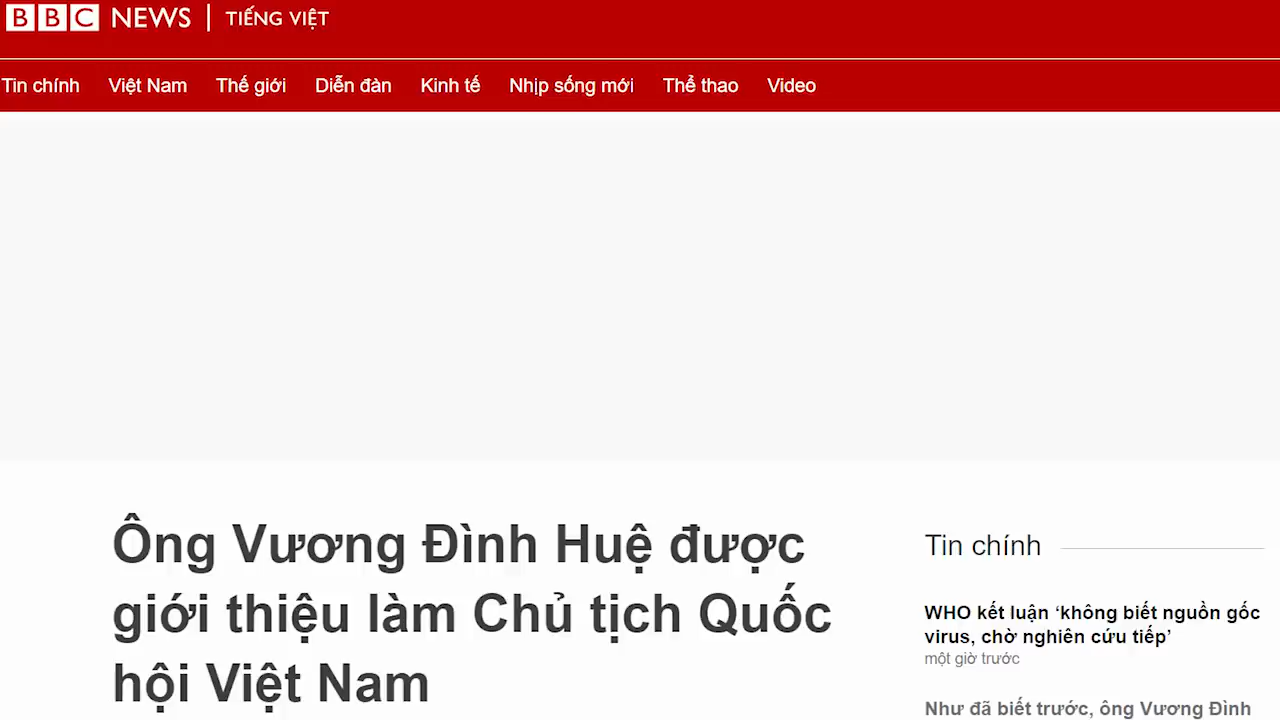 BBC NEWS | TIẾNG VIỆT
Tin chính Việt Nam Thế giới Diễn đàn Kinh tế Nhịp sống mới Thể thao Video
Ông Vương Đình Huệ được
giới thiệu làm Chủ tịch Quốc
hội Việt Nam
Tin chính
WHO kết luận ‘không biết nguồn gốc
virus, chờ nghiên cứu tiếp’
một giờ trước
Như đã biết trước, ông Vương Đình